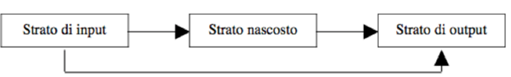 Strato di input
Strato nascosto
Strato di output